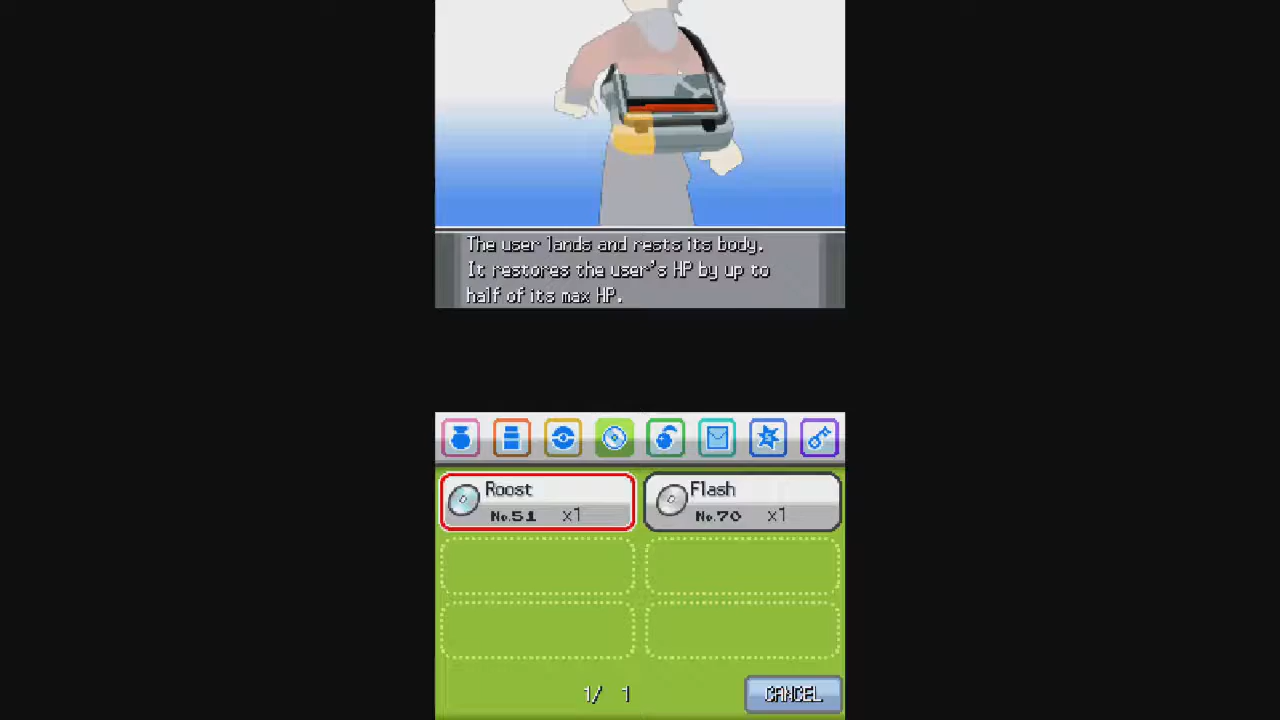 The user lands and rests its body.
It restores the user's HP by up to
half of its max HP.
Roost
No.51 x1
Flash
No.70 x1
1/ 1
CANCEL